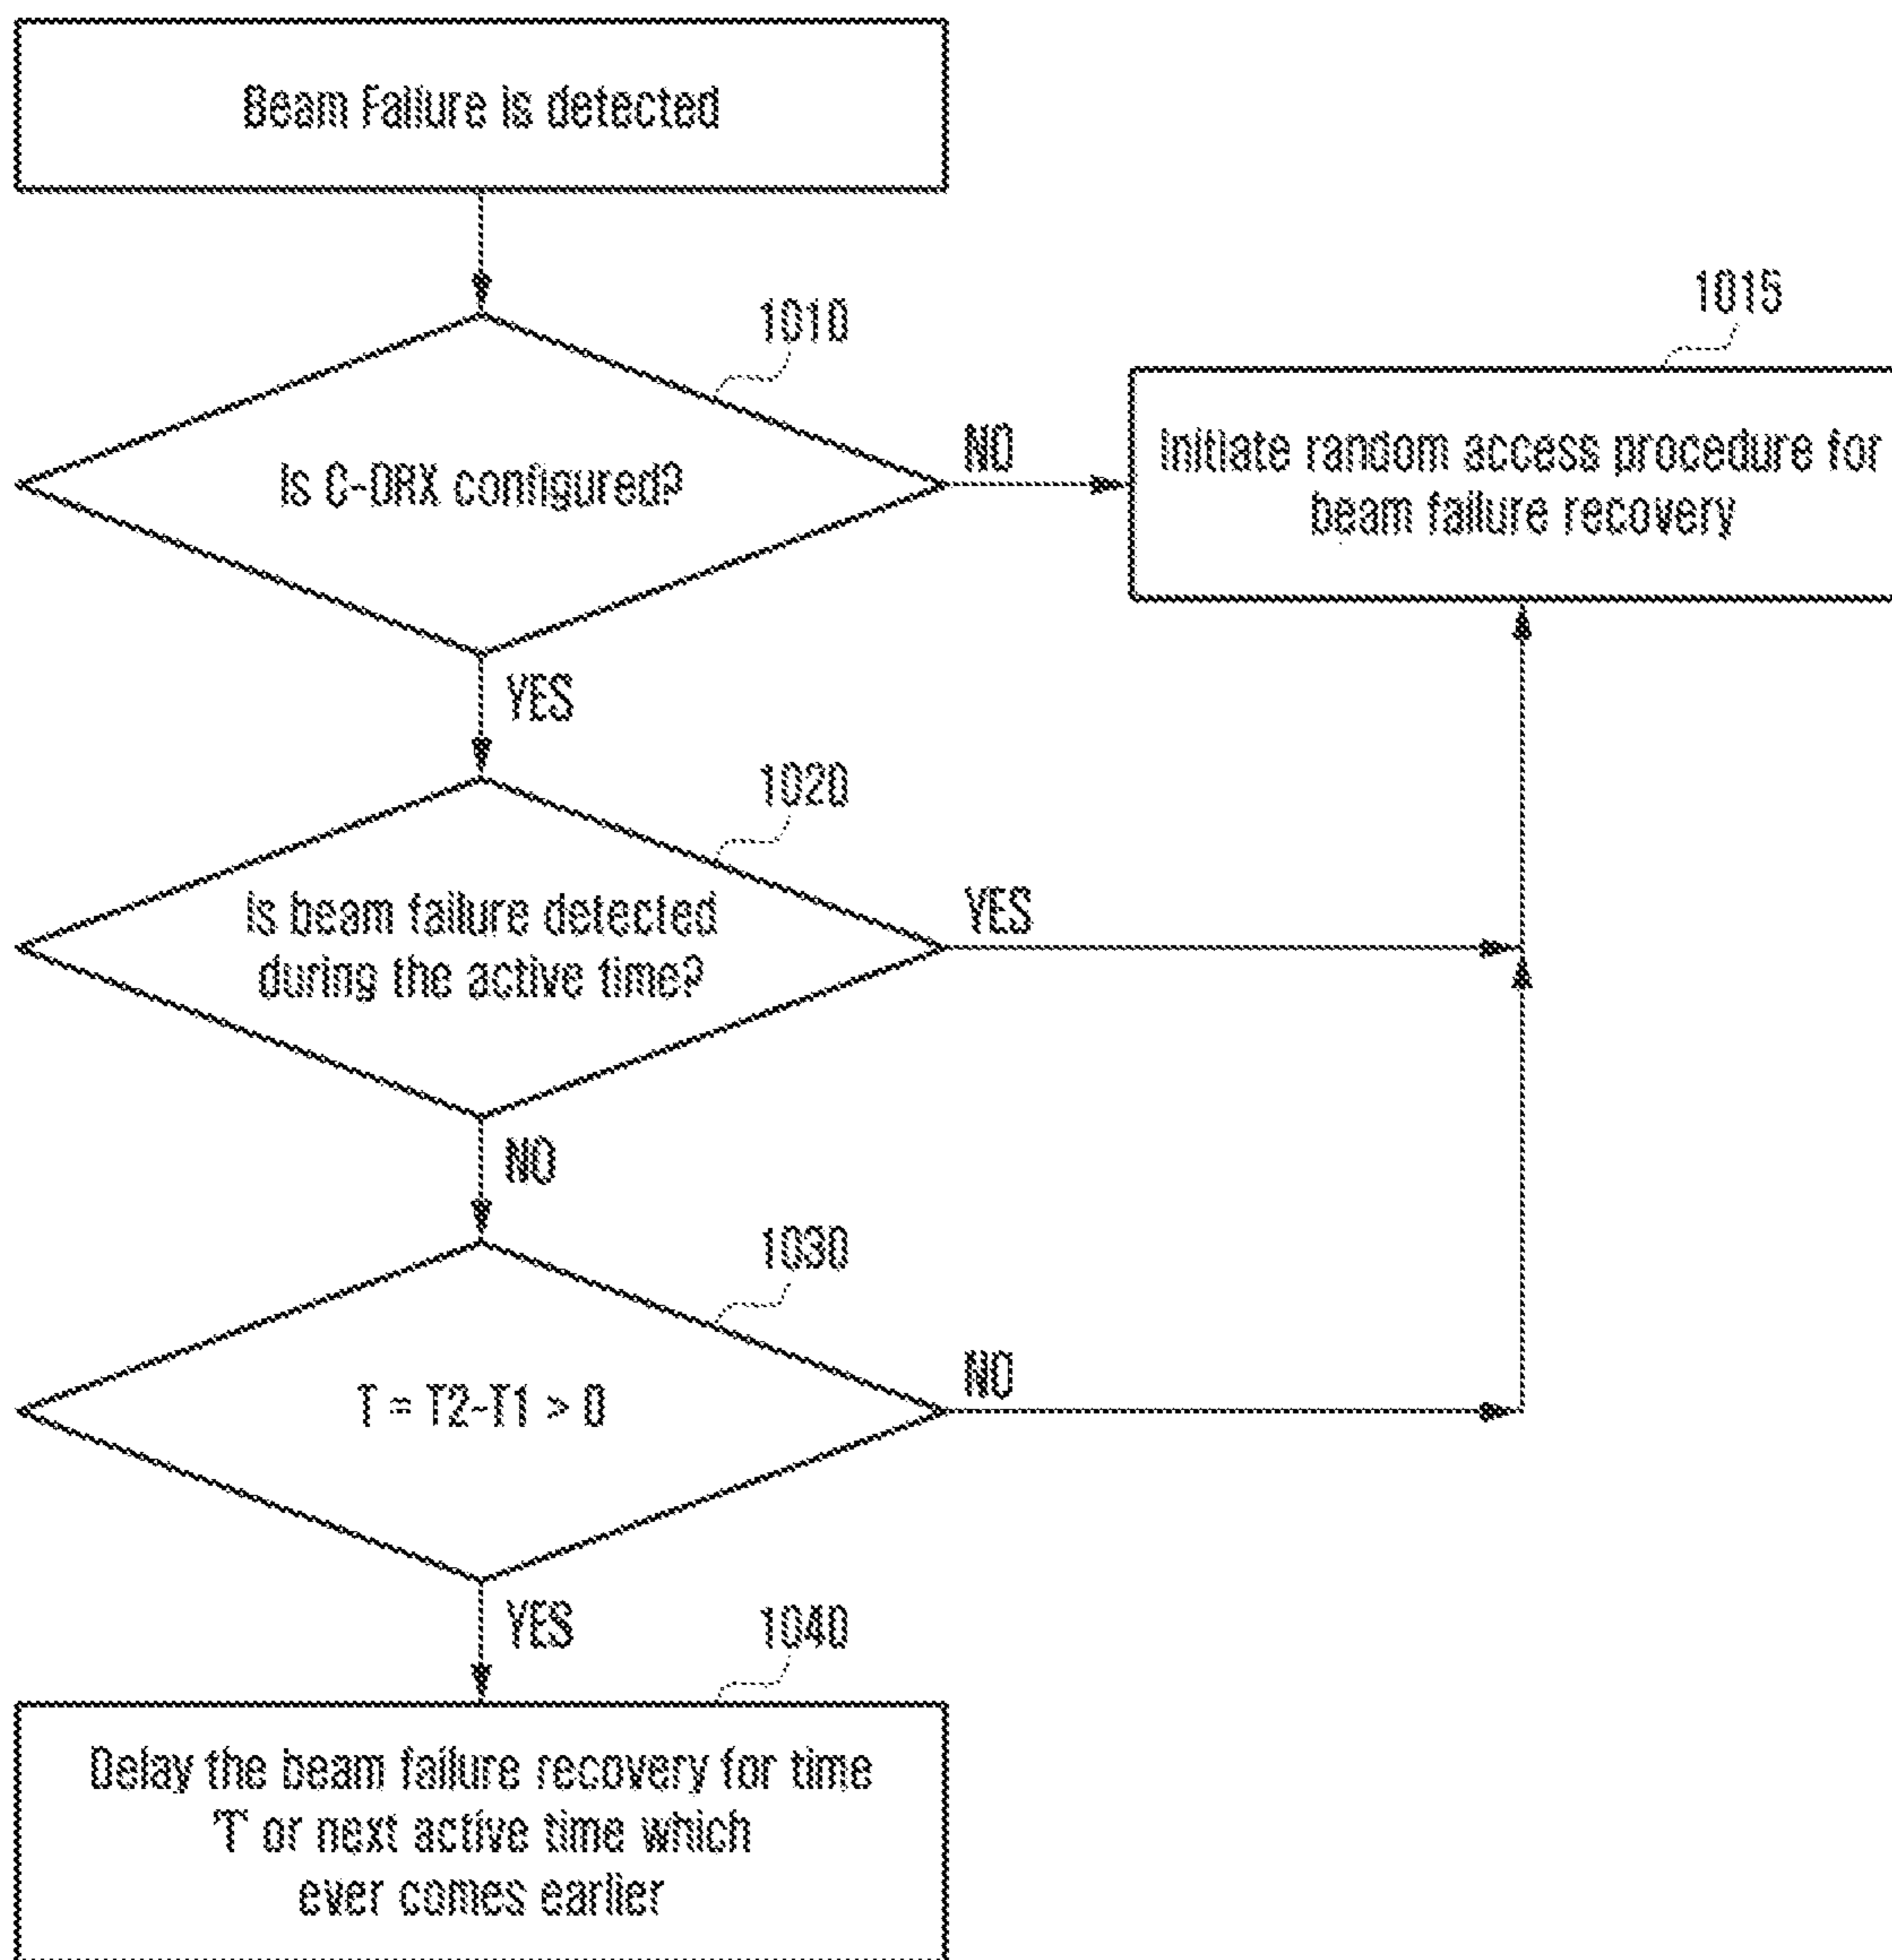 Beam Failure is detected
1010
Is C-DRX configured?
NO
1015
Initiate random access procedure for
beam failure recovery
YES
1020
Is beam failure detected
during the active time?
YES
NO
1030
T = T2-T1 > 0
NO
YES
1040
Delay the beam failure recovery for time
'T' or next active time which
ever comes earlier